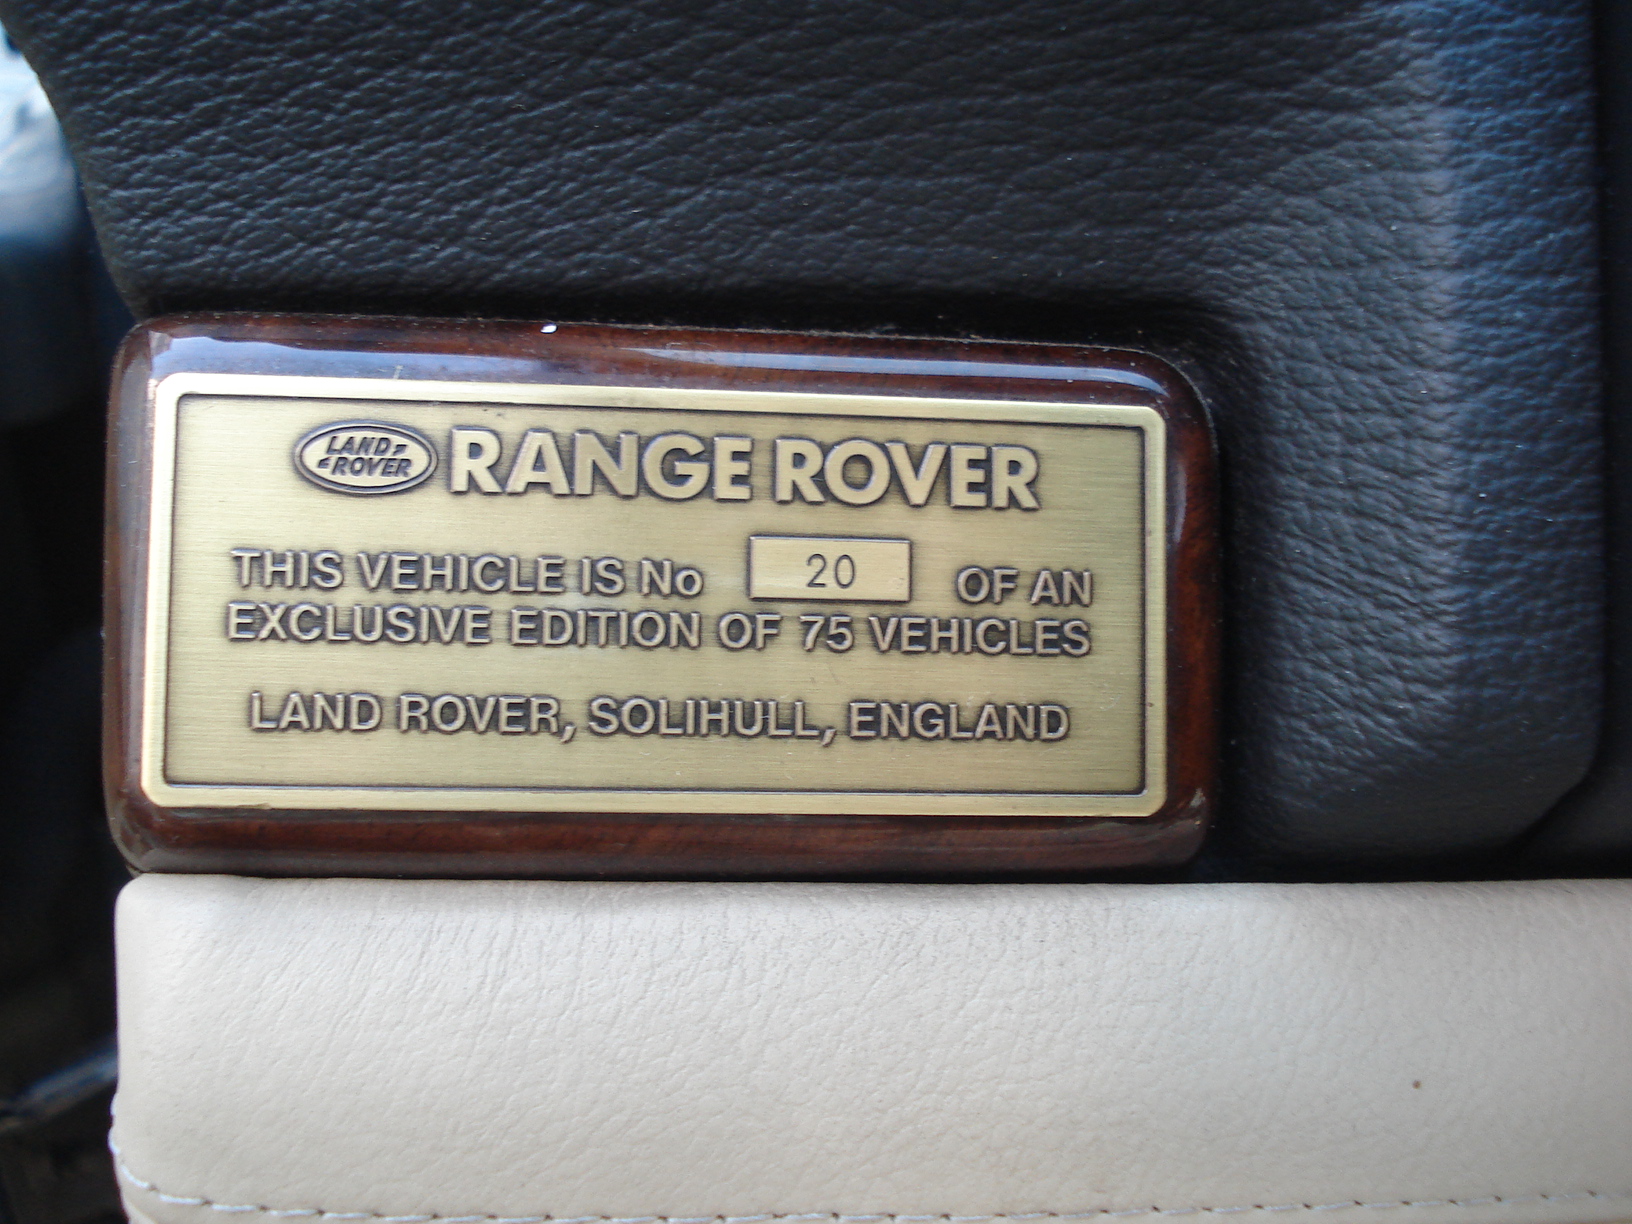 LAND ROVER
RANGE ROVER
THIS VEHICLE IS No 20 OF AN
EXCLUSIVE EDITION OF 75 VEHICLES
LAND ROVER, SOLIHULL, ENGLAND